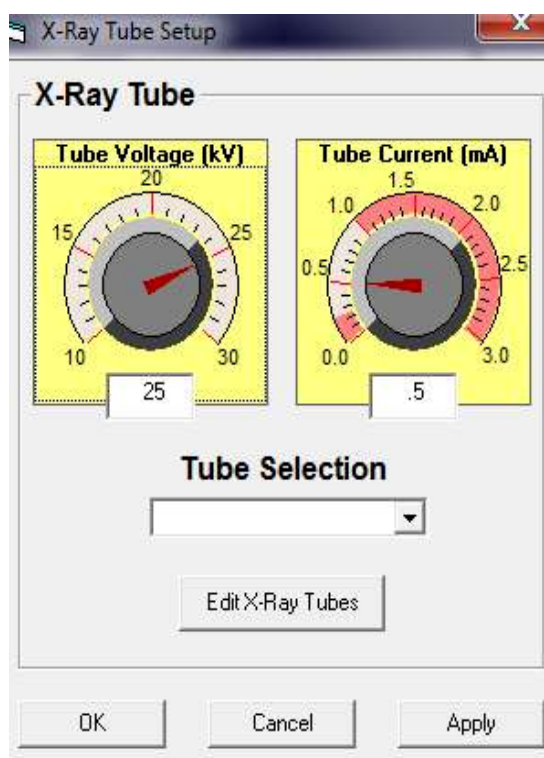 X-Ray Tube Setup
X-Ray Tube
Tube Voltage (kV)
10
15
20
25
30
25
Tube Current (mA)
0.0
0.5
1.0
1.5
2.0
2.5
3.0
.5
Tube Selection
Edit X-Ray Tubes
OK
Cancel
Apply